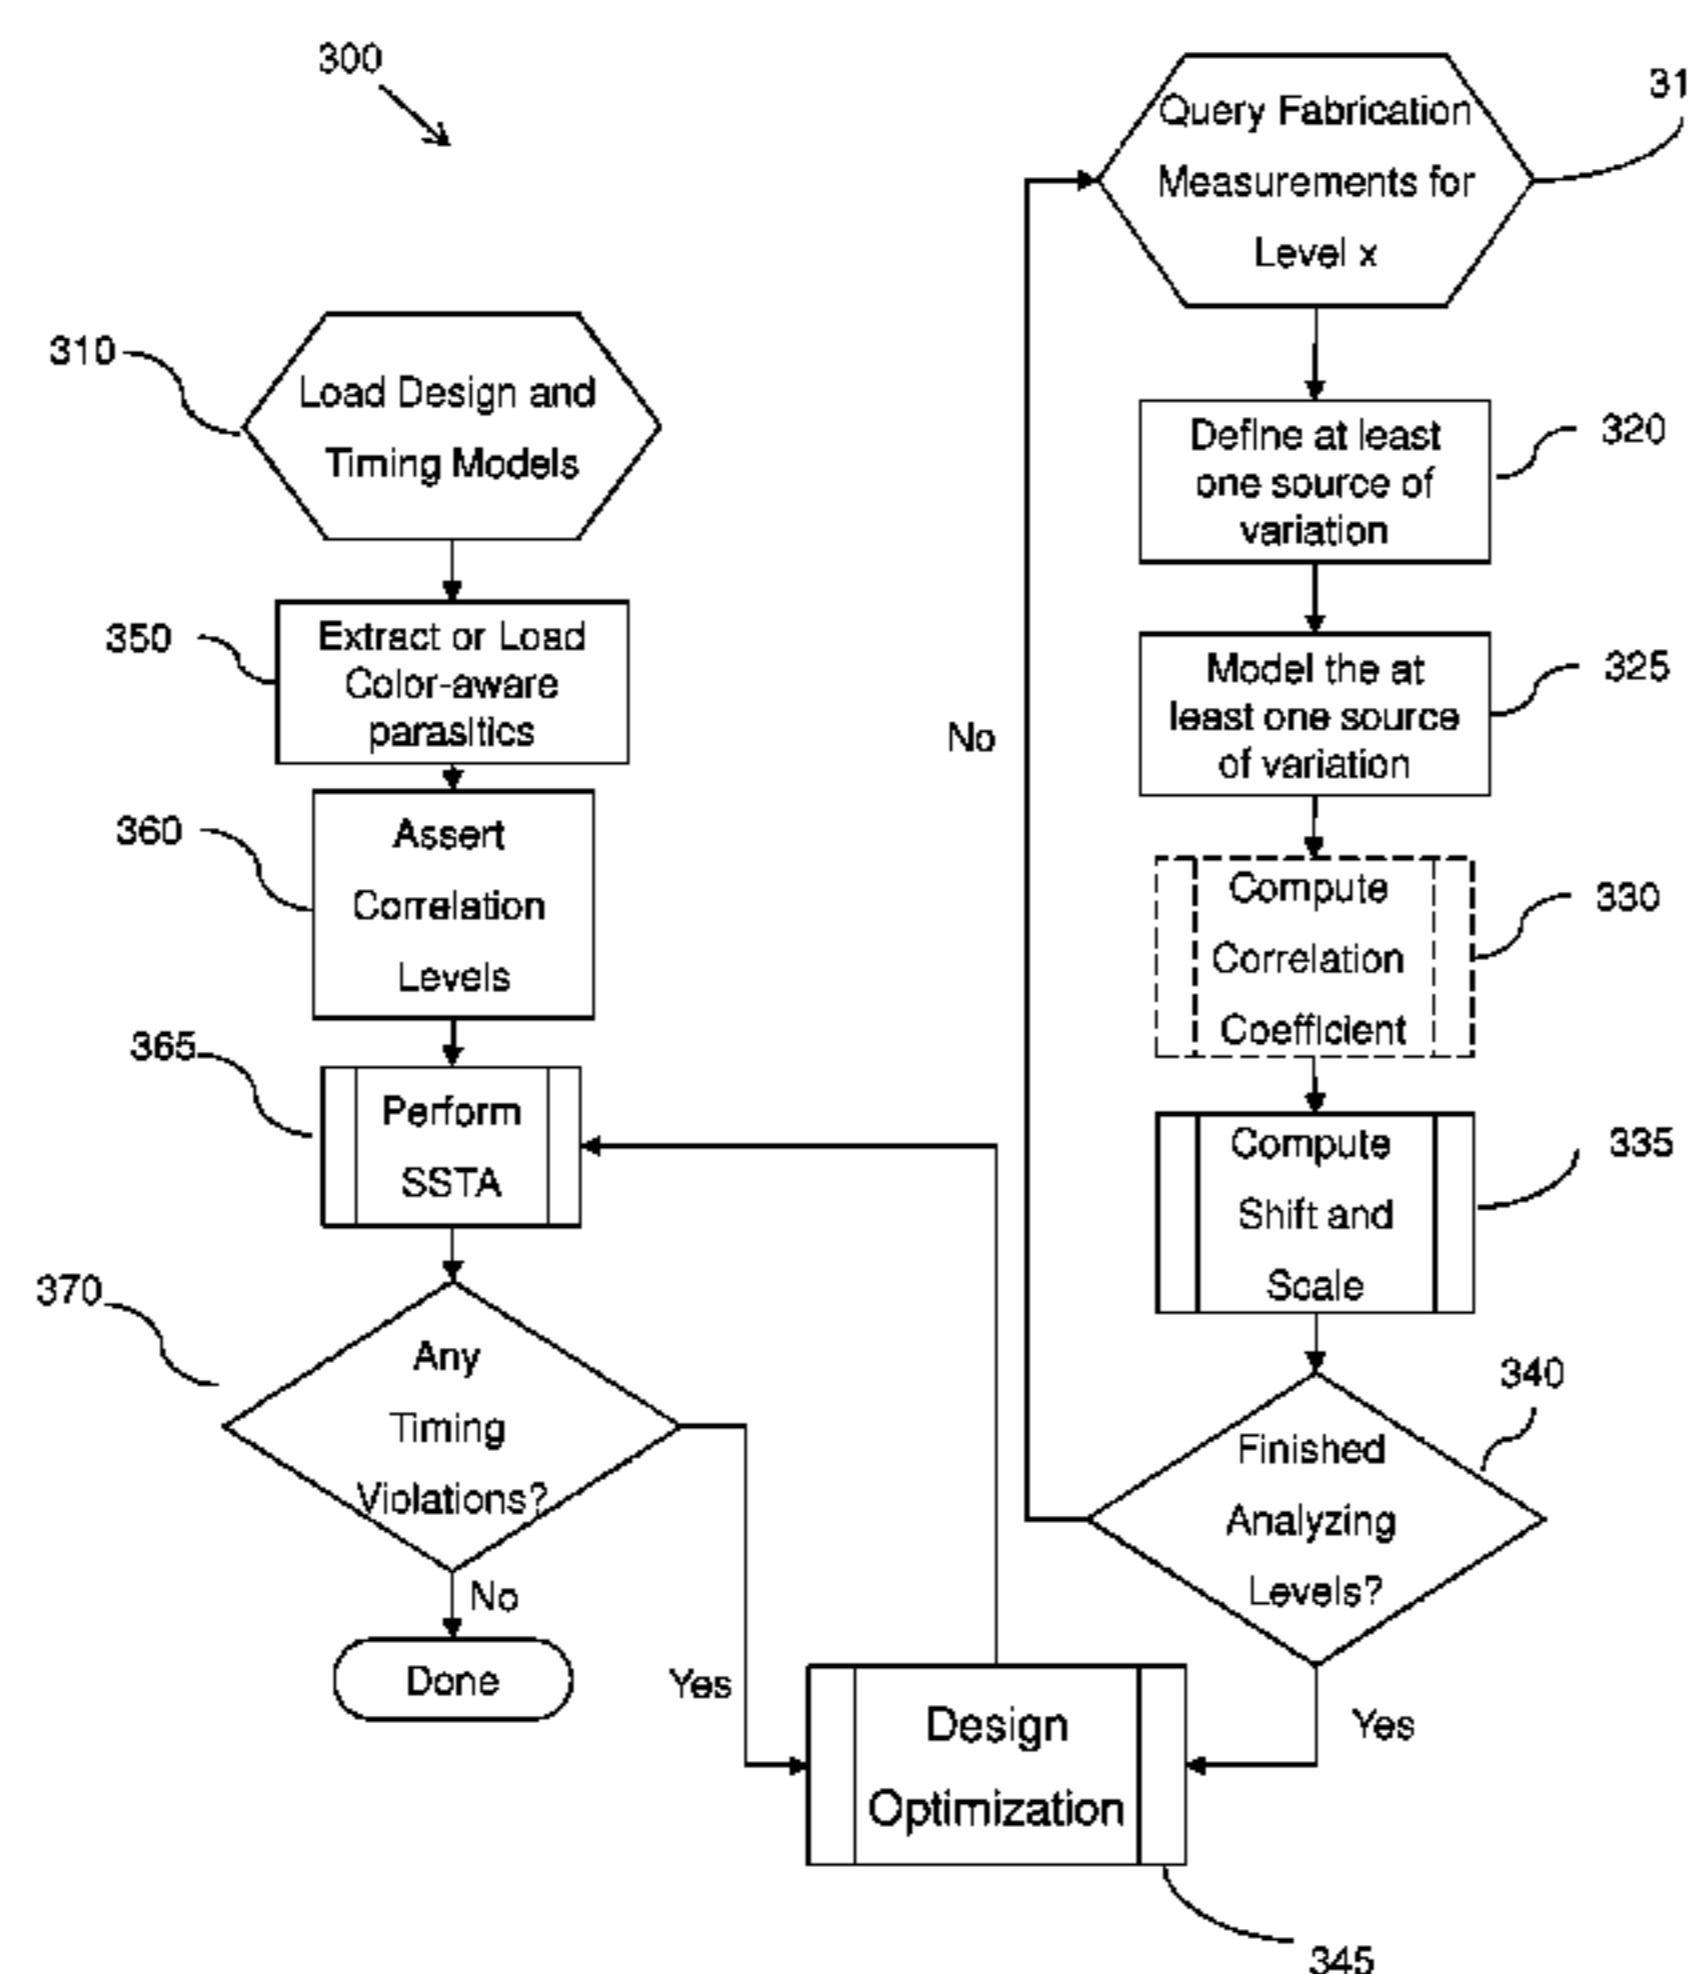 300
310
Load Design and
Timing Models
350
Extract or Load
Color-aware
parasitics
360
Assert
Correlation
Levels
365
Perform
SSTA
370
Any
Timing
Violations?
No
Done
Yes
31
Query Fabrication
Measurements for
Level x
320
Define at least
one source of
variation
325
Model the at
least one source
of variation
No
330
Compute
Correlation
Coefficient
335
Compute
Shift and
Scale
340
Finished
Analyzing
Levels?
Yes
Design
Optimization
345